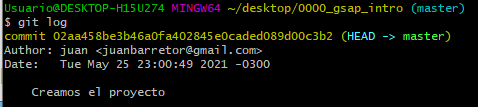 Usuario@DESKTOP-H15U274 MINGW64 ~/desktop/0000_gsap_intro (master)
$ git log
commit 02aa458be3b46a0fa402845e0caded089d00c3b2 (HEAD -> master)
Author: juan <juanbarretor@gmail.com>
Date:   Tue May 25 23:00:49 2021 -0300

    Creamos el proyecto